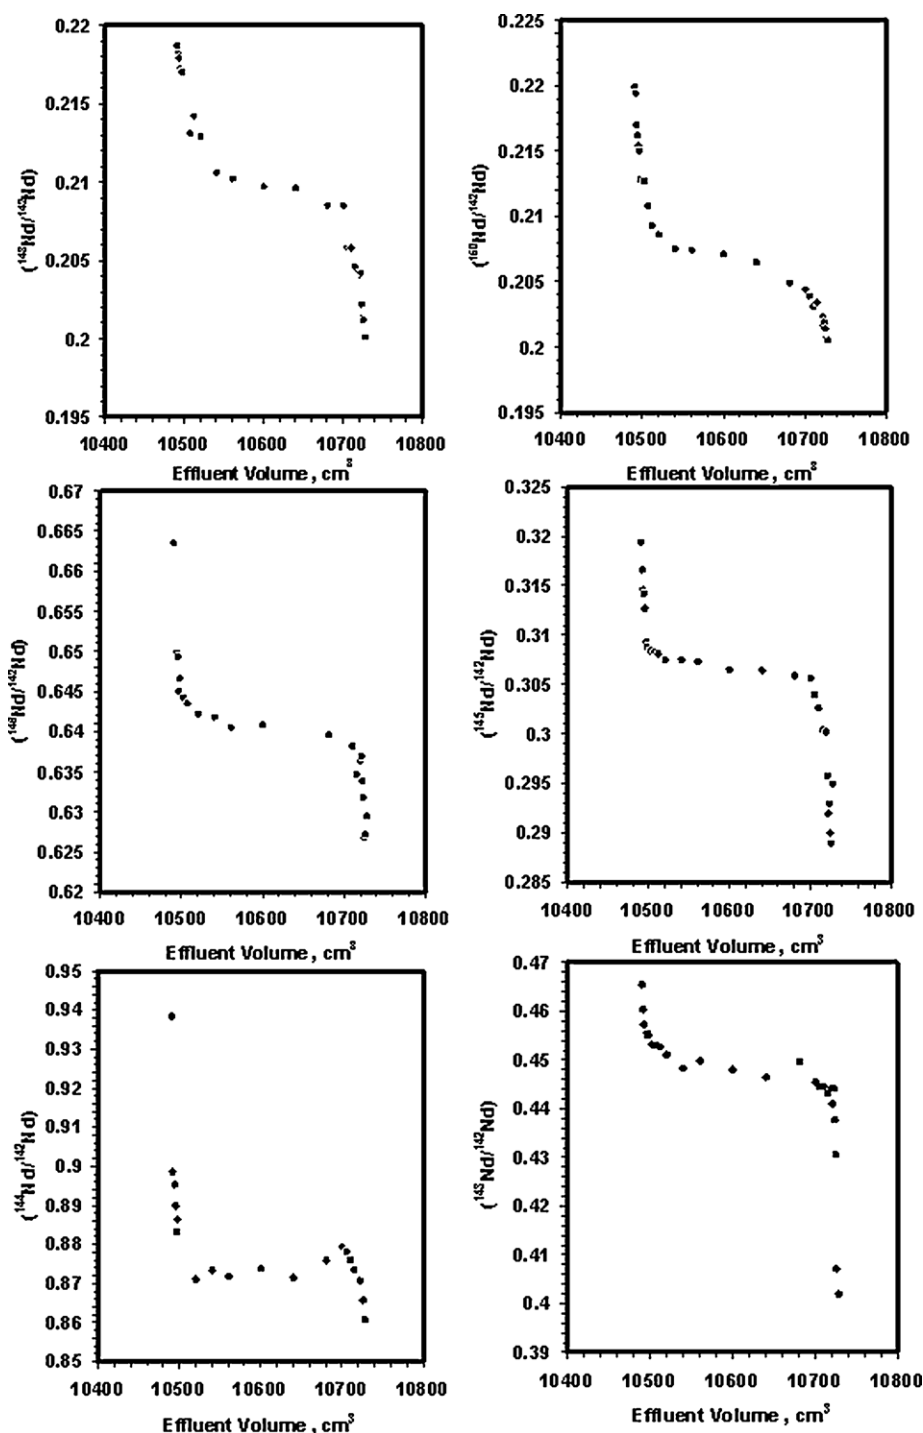 (¹⁴⁸Nd/¹⁴²Nd)
0.22
0.215
0.21
0.205
0.2
0.195
10400 10500 10600 10700 10800
Effluent Volume , cm³
(¹⁵⁰Nd/¹⁴²Nd)
0.225
0.22
0.215
0.21
0.205
0.2
0.195
10400 10500 10600 10700 10800
Effluent Volume , cm³
(¹⁴⁶Nd/¹⁴²Nd)
0.67
0.665
0.66
0.655
0.65
0.645
0.64
0.635
0.63
0.625
0.62
10400 10500 10600 10700 10800
Effluent Volume , cm³
(¹⁴⁵Nd/¹⁴²Nd)
0.325
0.32
0.315
0.31
0.305
0.3
0.295
0.29
0.285
10400 10500 10600 10700 10800
Effluent Volume , cm³
(¹⁴⁴Nd/¹⁴²Nd)
0.95
0.94
0.93
0.92
0.91
0.9
0.89
0.88
0.87
0.86
0.85
10400 10500 10600 10700 10800
Effluent Volume , cm³
(¹⁴³Nd/¹⁴²Nd)
0.47
0.46
0.45
0.44
0.43
0.42
0.41
0.4
0.39
10400 10500 10600 10700 10800
Effluent Volume , cm³